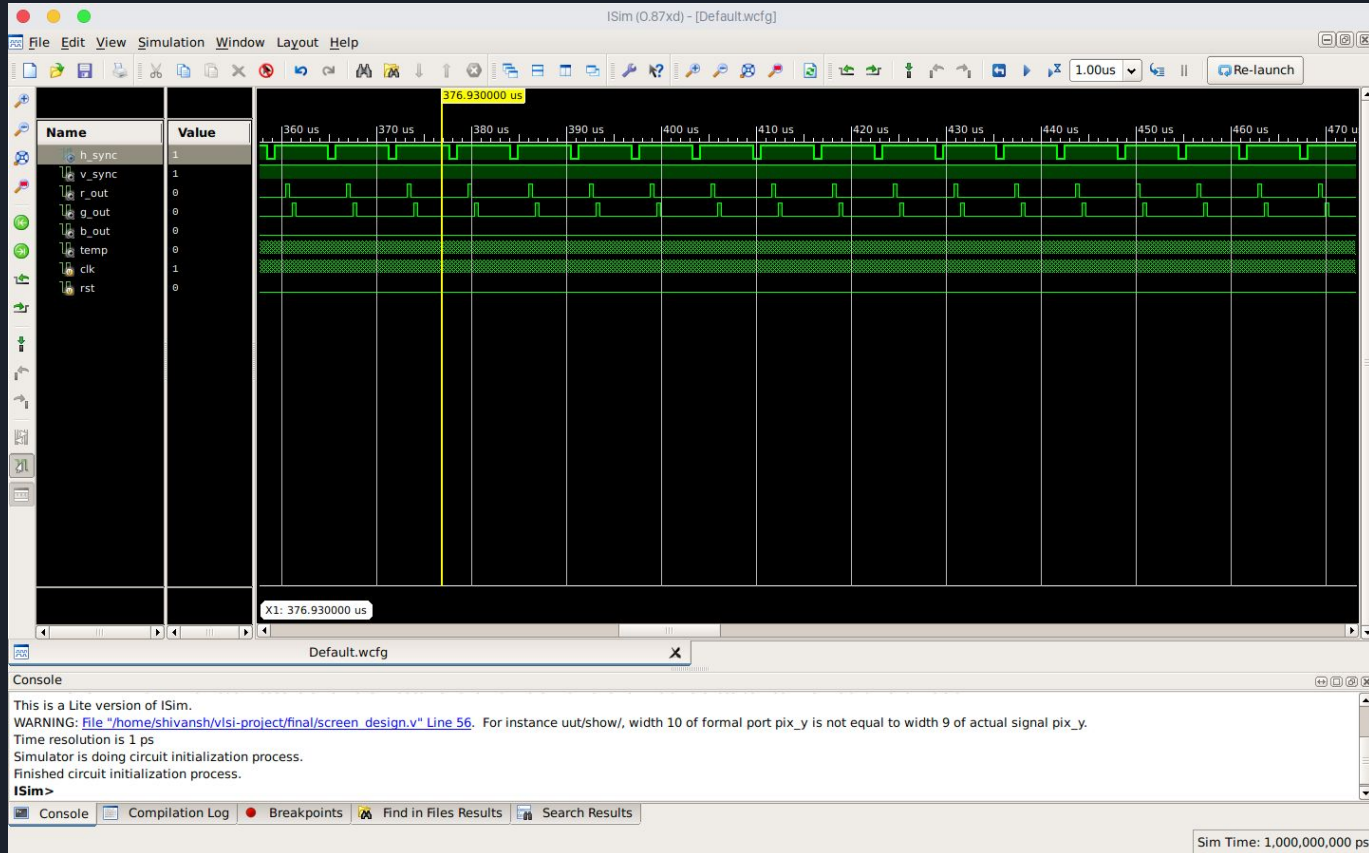 ISim (0.87xd) - [Default.wcfg]
File Edit View Simulation Window Layout Help
1.00us Re-launch
376.930000 us
Name Value
360 us 370 us 380 us 390 us 400 us 410 us 420 us 430 us 440 us 450 us 460 us 470 u
h_sync 1
v_sync 1
r_out 0
g_out 0
b_out 0
temp 0
clk 1
rst 0
X1: 376.930000 us
Default.wcfg
Console
This is a Lite version of ISim.
WARNING: File "/home/shivansh/vlsi-project/final/screen_design.v" Line 56. For instance uut/show/, width 10 of formal port pix_y is not equal to width 9 of actual signal pix_y.
Time resolution is 1 ps
Simulator is doing circuit initialization process.
Finished circuit initialization process.
ISim>
Console Compilation Log Breakpoints Find in Files Results Search Results
Sim Time: 1,000,000,000 ps